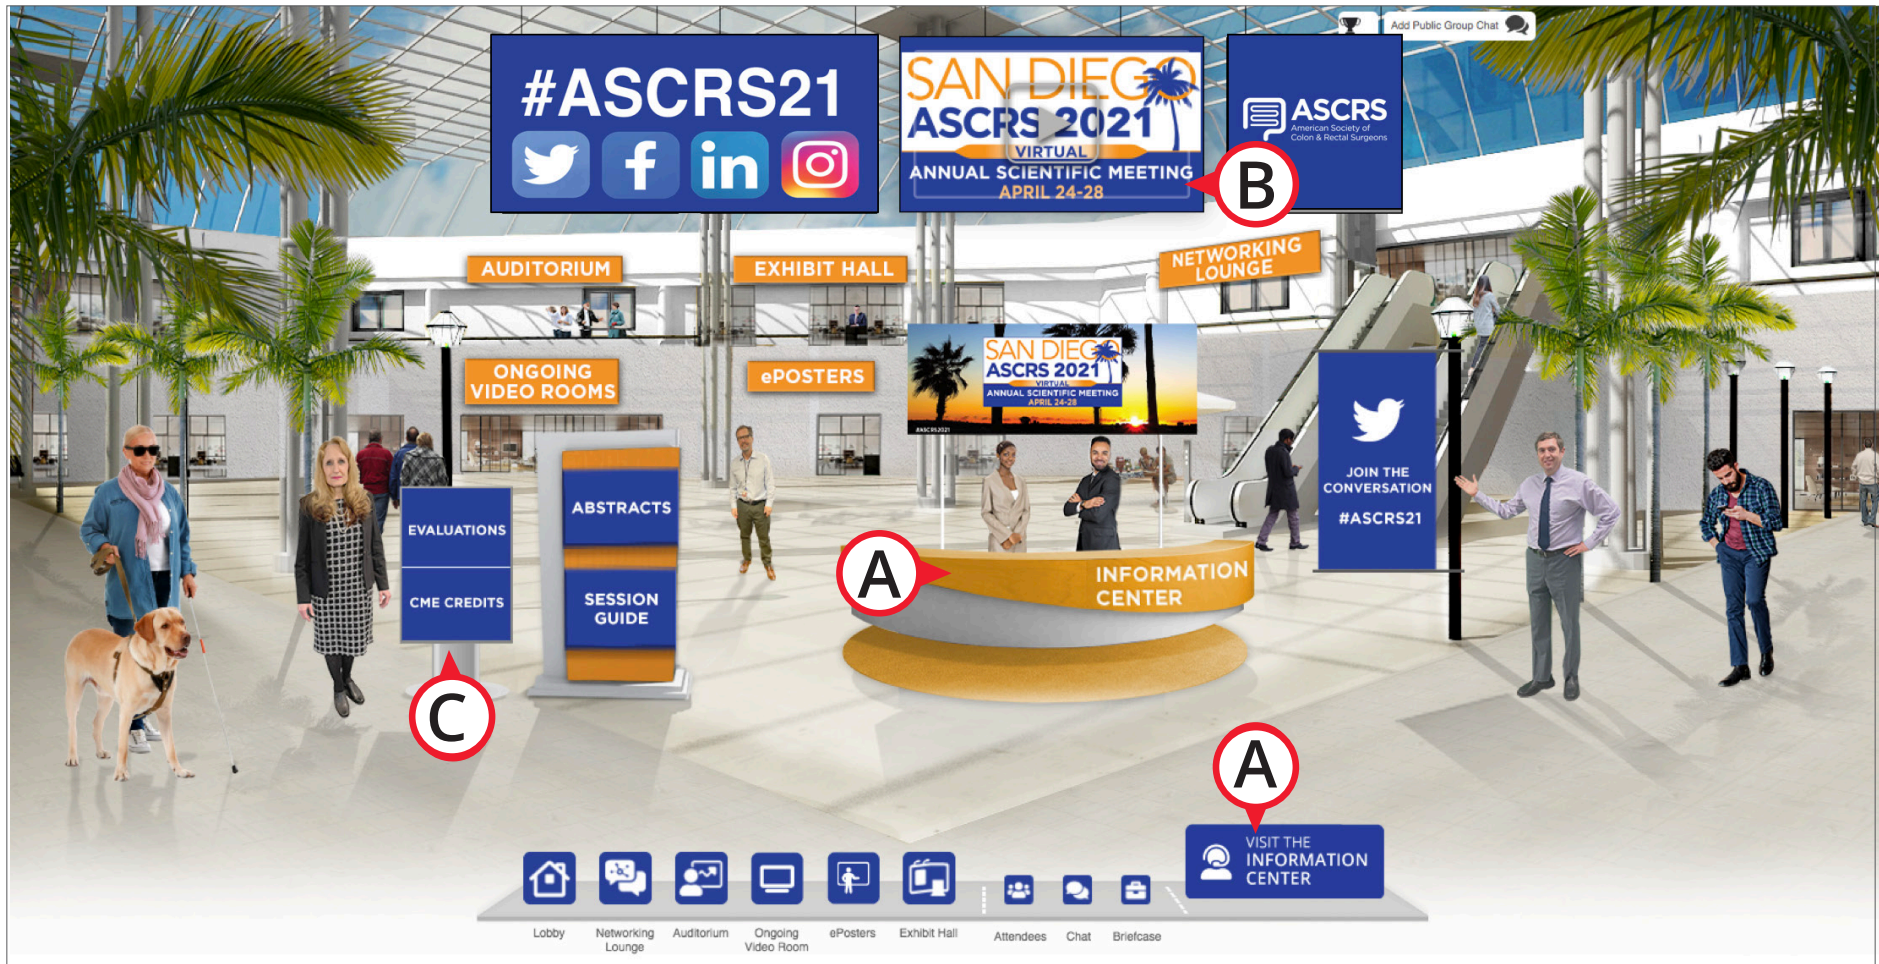 Add Public Group Chat
#ASCRS21
SAN DIEGO
ASCRS 2021
VIRTUAL
ANNUAL SCIENTIFIC MEETING
APRIL 24-28
ASCRS
American Society of
Colon & Rectal Surgeons
B
AUDITORIUM
EXHIBIT HALL
NETWORKING
LOUNGE
ONGOING
VIDEO ROOMS
ePOSTERS
SAN DIEGO
ASCRS 2021
VIRTUAL
ANNUAL SCIENTIFIC MEETING
APRIL 24-28
#ASCRS2021
JOIN THE
CONVERSATION
#ASCRS21
EVALUATIONS
CME CREDITS
ABSTRACTS
SESSION
GUIDE
A
INFORMATION
CENTER
C
A
VISIT THE
INFORMATION
CENTER
Lobby
Networking
Lounge
Auditorium
Ongoing
Video Room
ePosters
Exhibit Hall
Attendees
Chat
Briefcase